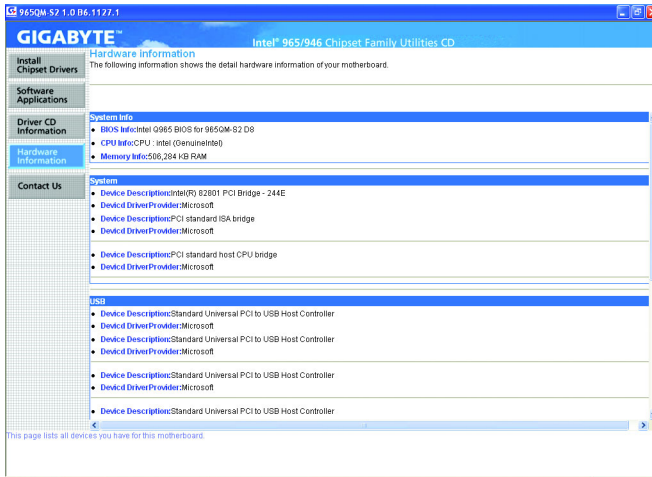 965QM-S2 1.0 B6.1127.1
GIGABYTE™
Intel® 965/946 Chipset Family Utilities CD
Install
Chipset Drivers
Software
Applications
Driver CD
Information
Hardware
Information
Contact Us
Hardware information
The following information shows the detail hardware information of your motherboard.
System Info
• BIOS Info:Intel Q965 BIOS for 965QM-S2 D8
• CPU Info:CPU : intel (GenuineIntel)
• Memory Info:506,284 KB RAM
System
• Device Description:Intel(R) 82801 PCI Bridge - 244E
• Devicd DriverProvider:Microsoft
• Device Description:PCI standard ISA bridge
• Devicd DriverProvider:Microsoft
• Device Description:PCI standard host CPU bridge
• Devicd DriverProvider:Microsoft
USB
• Device Description:Standard Universal PCI to USB Host Controller
• Devicd DriverProvider:Microsoft
• Device Description:Standard Universal PCI to USB Host Controller
• Devicd DriverProvider:Microsoft
• Device Description:Standard Universal PCI to USB Host Controller
• Devicd DriverProvider:Microsoft
• Device Description:Standard Universal PCI to USB Host Controller
This page lists all devices you have for this motherboard.